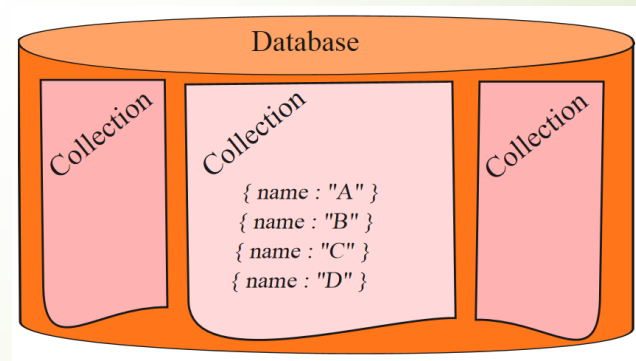 Database
Collection
Collection
Collection
{ name : "A" }
{ name : "B" }
{ name : "C" }
{ name : "D" }